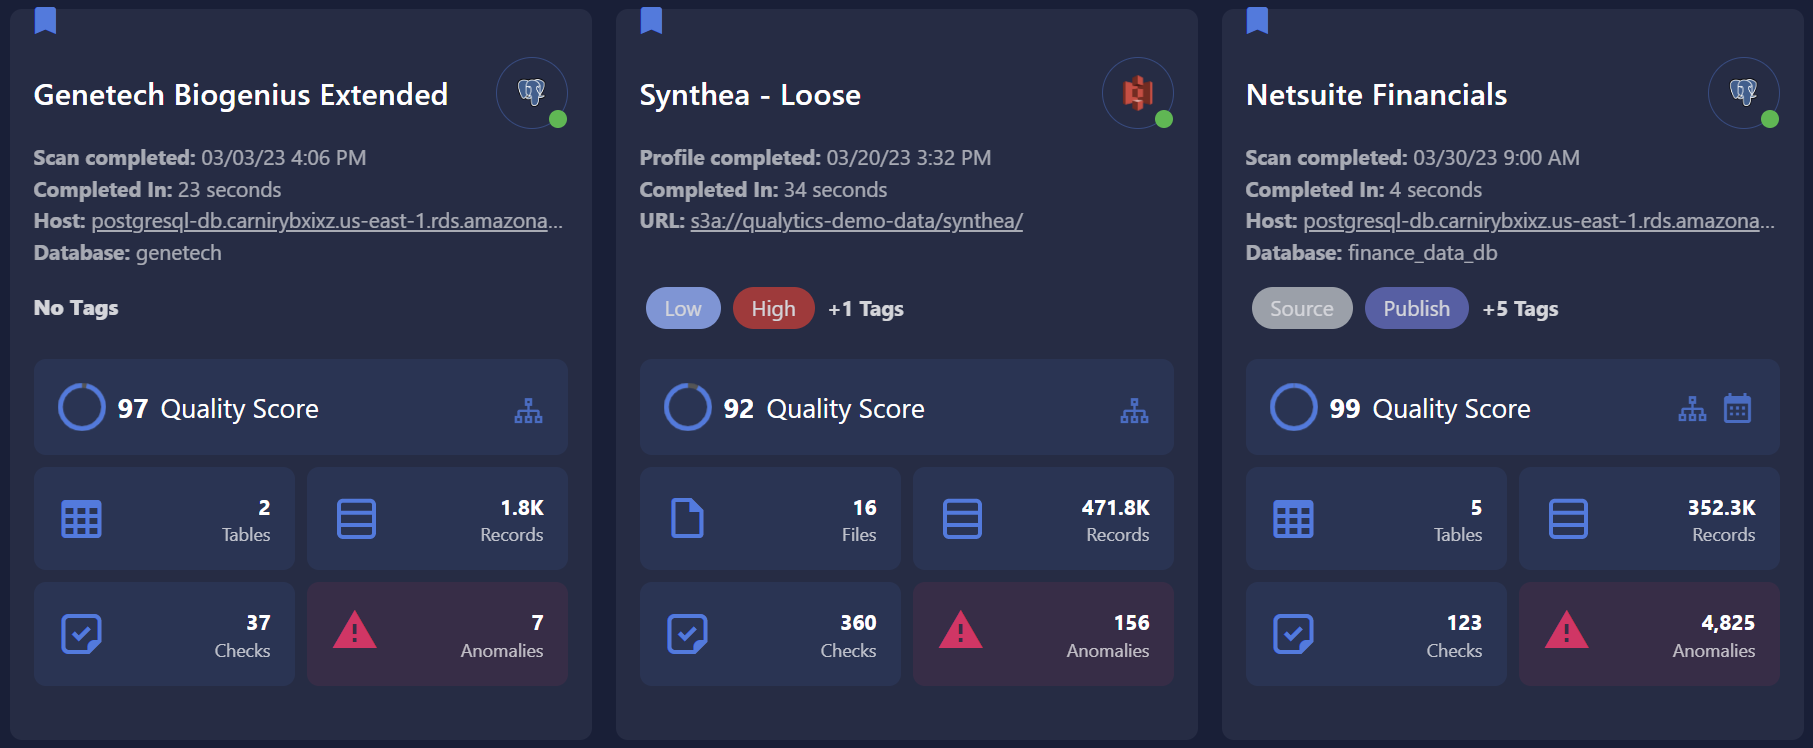 Genetech Biogenius Extended
Scan completed: 03/03/23 4:06 PM
Completed In: 23 seconds
Host: postgresql-db.carnirybxixz.us-east-1.rds.amazona...
Database: genetech
No Tags
97 Quality Score
2
Tables
1.8K
Records
37
Checks
7
Anomalies
Synthea - Loose
Profile completed: 03/20/23 3:32 PM
Completed In: 34 seconds
URL: s3a://qualytics-demo-data/synthea/
Low High +1 Tags
92 Quality Score
16
Files
471.8K
Records
360
Checks
156
Anomalies
Netsuite Financials
Scan completed: 03/30/23 9:00 AM
Completed In: 4 seconds
Host: postgresql-db.carnirybxixz.us-east-1.rds.amazona...
Database: finance_data_db
Source Publish +5 Tags
99 Quality Score
5
Tables
352.3K
Records
123
Checks
4,825
Anomalies